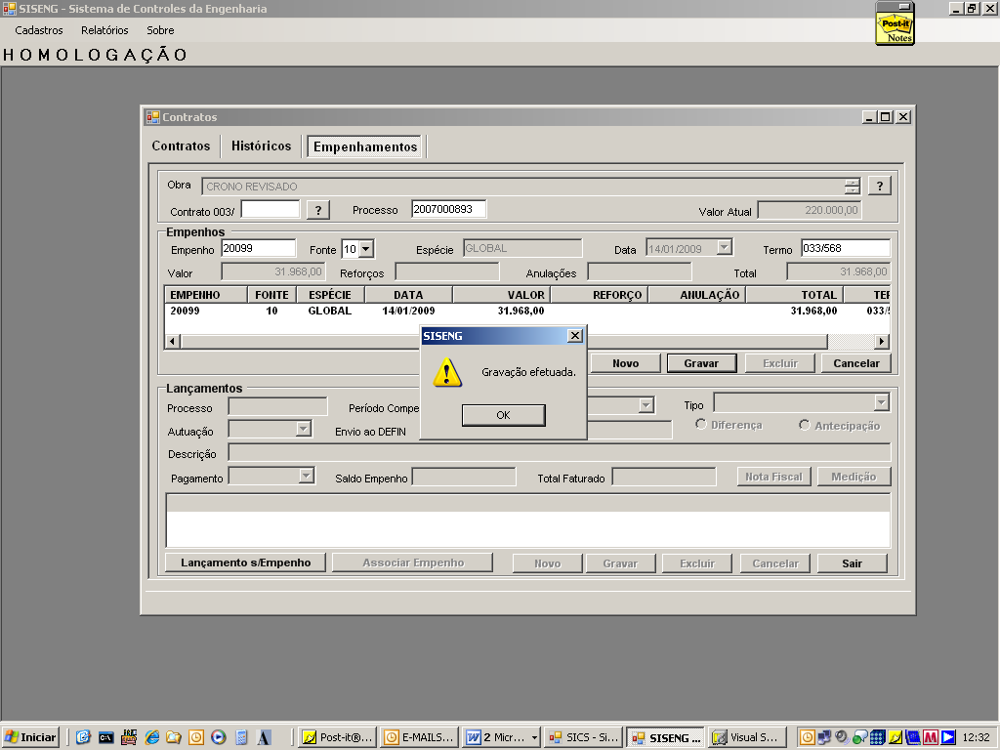 SISENG - Sistema de Controles da Engenharia
Cadastros Relatórios Sobre
Post-it Notes
HOMOLOGAÇÃO
Contratos
Contratos Históricos Empenhamentos
Obra CRONO REVISADO ?
Contrato 003/ ? Processo 2007000893 Valor Atual 220.000,00
Empenhos
Empenho 20099 Fonte 10 Espécie GLOBAL Data 14/01/2009 Termo 033/568
Valor 31.968,00 Reforços Anulações Total 31.968,00
EMPENHO FONTE ESPÉCIE DATA VALOR REFORÇO ANULAÇÃO TOTAL TER
20099 10 GLOBAL 14/01/2009 31.968,00 31.968,00 033/5
SISENG
Gravação efetuada.
OK
Novo Gravar Excluir Cancelar
Lançamentos
Processo Período Compe Tipo
Autuação Envio ao DEFIN Diferença Antecipação
Descrição
Pagamento Saldo Empenho Total Faturado Nota Fiscal Medição
Lançamento s/Empenho Associar Empenho Novo Gravar Excluir Cancelar Sair
Iniciar Post-it®... E-MAILS... 2 Micr... SICS - Si... SISENG ... Visual S... 12:32